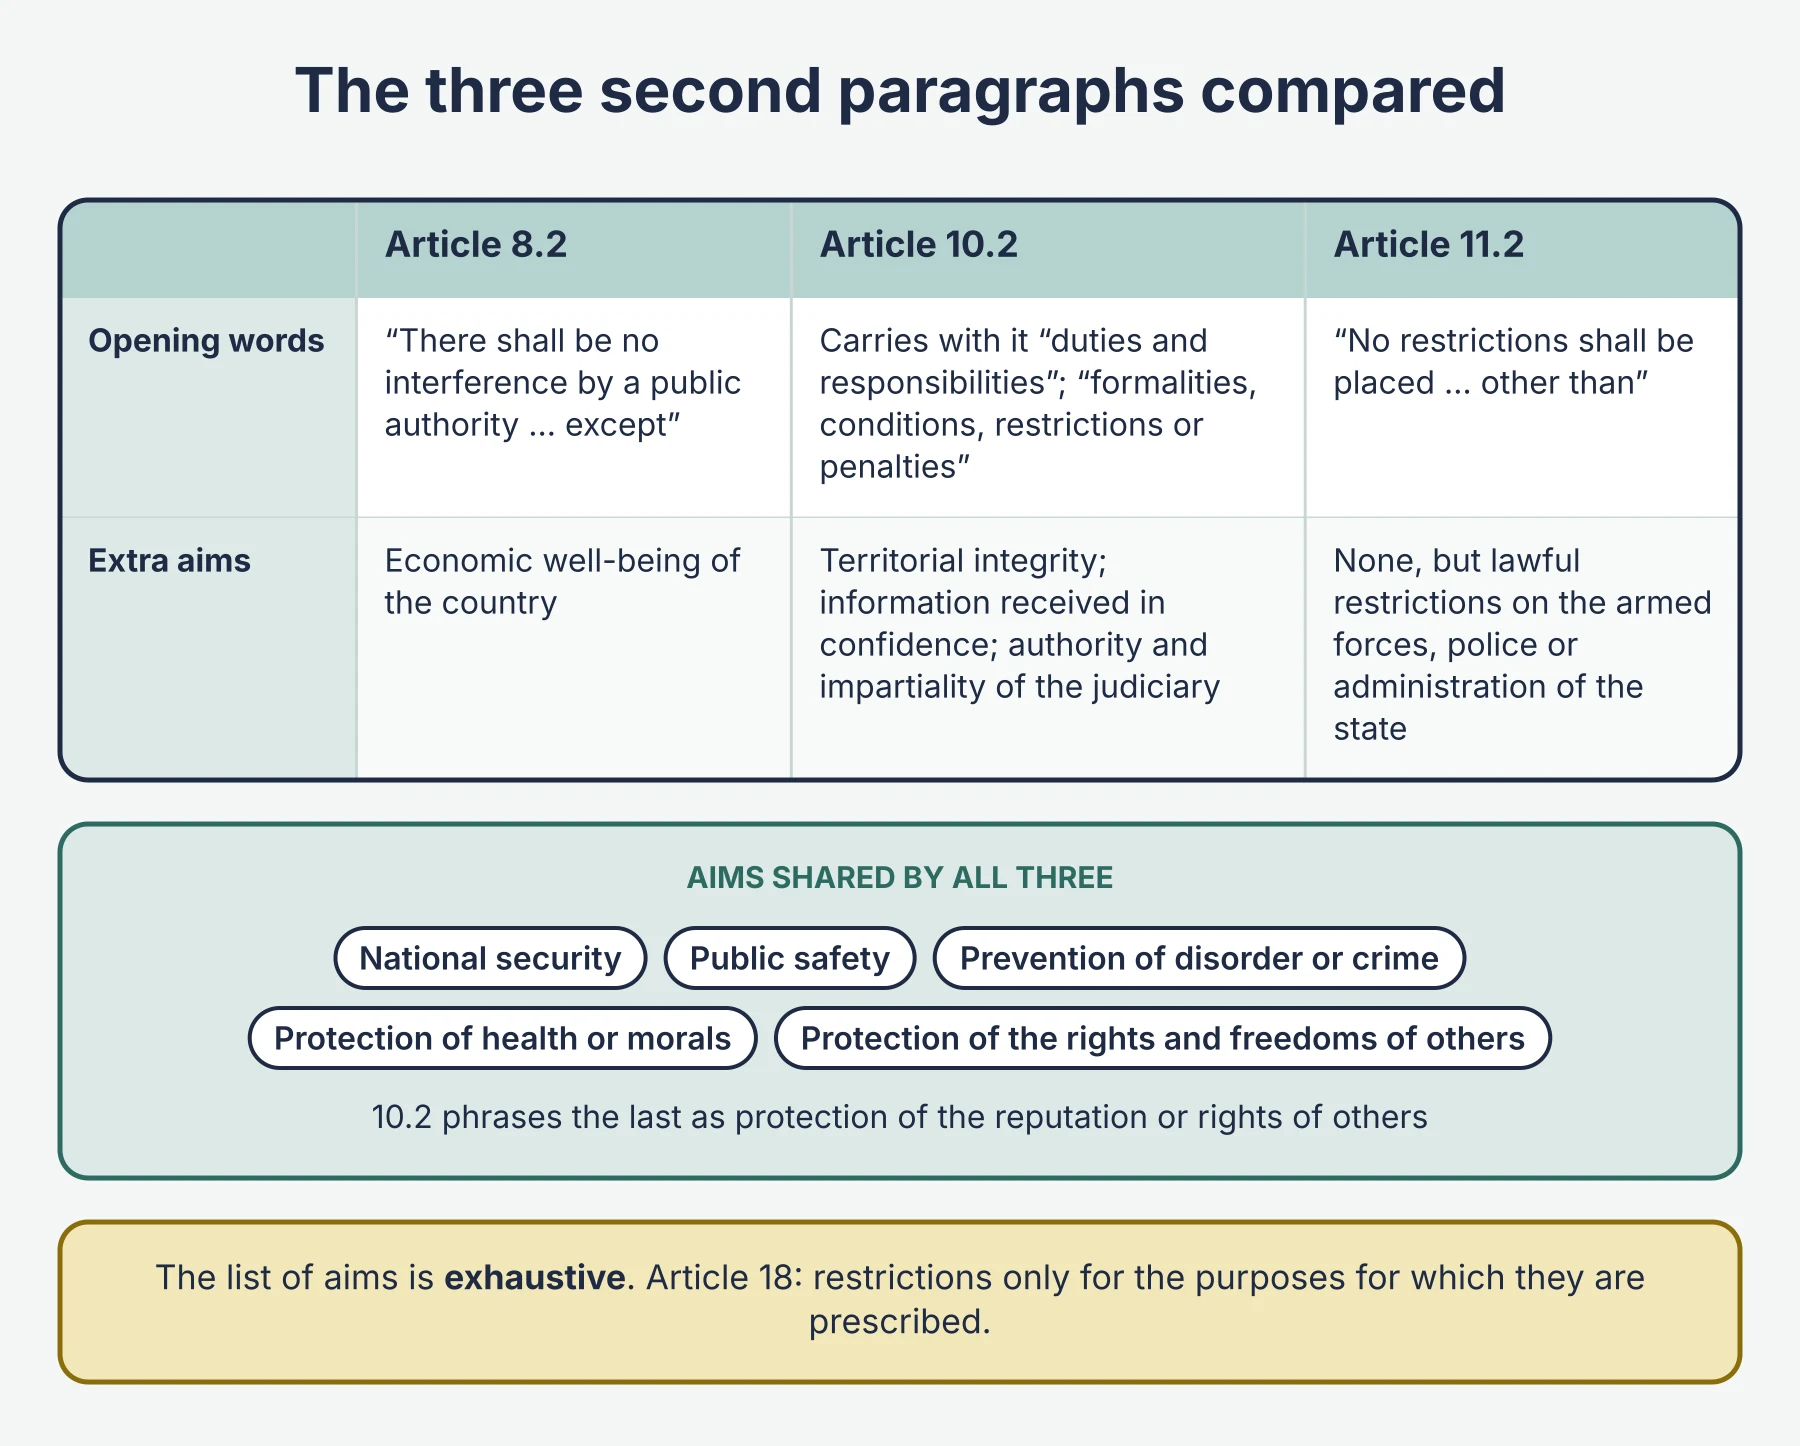 The three second paragraphs compared
Article 8.2
Article 10.2
Article 11.2
Opening words
“There shall be no
interference by a public
authority … except”
Carries with it “duties and
responsibilities”; “formalities,
conditions, restrictions or
penalties”
“No restrictions shall be
placed … other than”
Extra aims
Economic well-being of
the country
Territorial integrity;
information received in
confidence; authority and
impartiality of the judiciary
None, but lawful
restrictions on the armed
forces, police or
administration of the
state
AIMS SHARED BY ALL THREE
National security
Public safety
Prevention of disorder or crime
Protection of health or morals
Protection of the rights and freedoms of others
10.2 phrases the last as protection of the reputation or rights of others
The list of aims is exhaustive. Article 18: restrictions only for the purposes for which they are
prescribed.